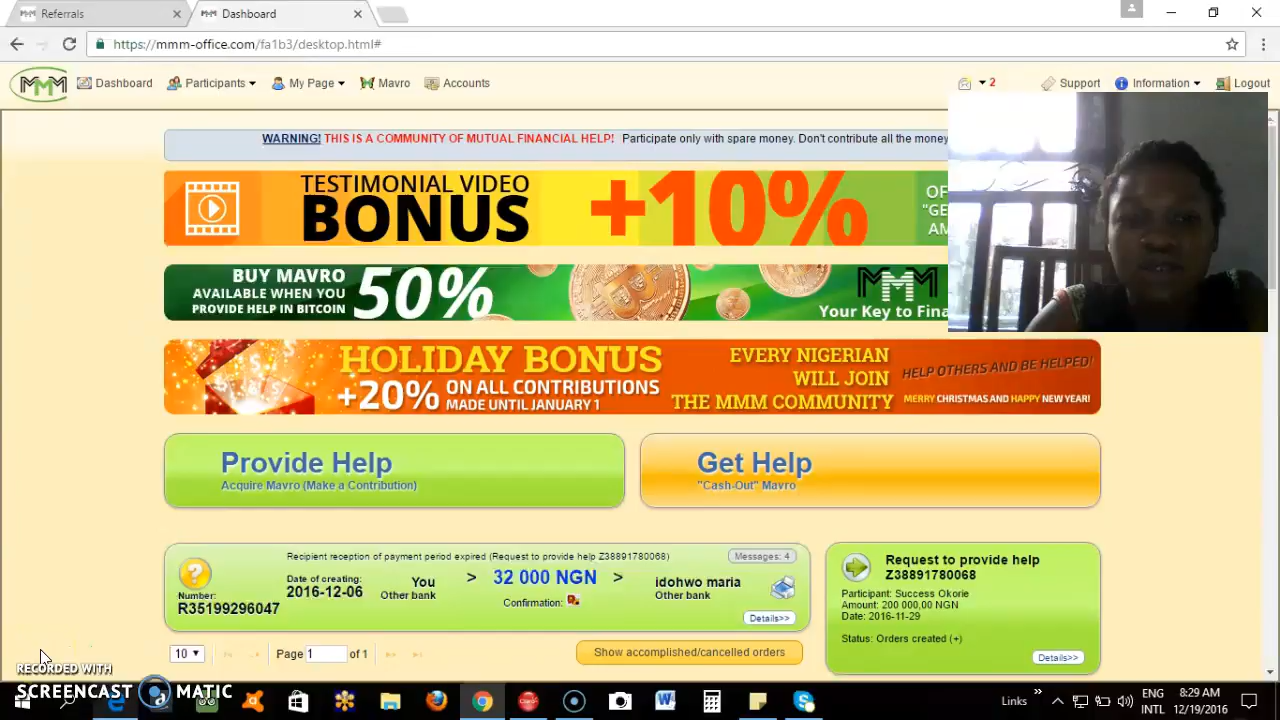 Referrals
Dashboard
https://mmm-office.com/fa1b3/desktop.html#
MMM
Dashboard
Participants
My Page
Mavro
Accounts
2
Support
Information
Logout
WARNING! THIS IS A COMMUNITY OF MUTUAL FINANCIAL HELP! Participate only with spare money. Don't contribute all the money
TESTIMONIAL VIDEO
BONUS
+10%
OF
"GE
AM
BUY MAVRO
AVAILABLE WHEN YOU
PROVIDE HELP IN BITCOIN
50%
MMM
Your Key to Fina
HOLIDAY BONUS
+20% ON ALL CONTRIBUTIONS
MADE UNTIL JANUARY 1
EVERY NIGERIAN
WILL JOIN
THE MMM COMMUNITY
HELP OTHERS AND BE HELPED!
MERRY CHRISTMAS AND HAPPY NEW YEAR!
Provide Help
Acquire Mavro (Make a Contribution)
Get Help
"Cash-Out" Mavro
Recipient reception of payment period expired (Request to provide help Z38891780068)
Messages: 4
Number:
R35199296047
Date of creating:
2016-12-06
You
Other bank
> 32 000 NGN >
Confirmation:
idohwo maria
Other bank
Details>>
Request to provide help
Z38891780068
Participant: Success Okorie
Amount: 200 000,00 NGN
Date: 2016-11-29
Status: Orders created (+)
Details>>
10
Page 1 of 1
Show accomplished/cancelled orders
RECORDED WITH
SCREENCAST MATIC
Links
ENG
INTL
8:29 AM
12/19/2016